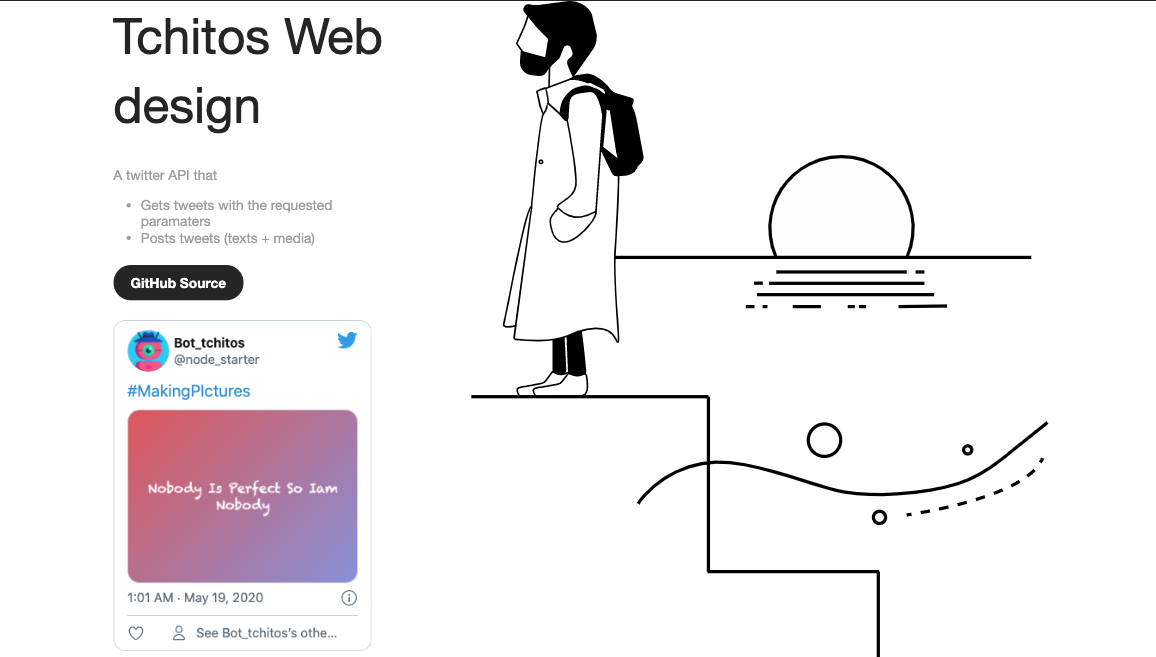 Tchitos Web
design
A twitter API that
• Gets tweets with the requested
paramaters
• Posts tweets (texts + media)
GitHub Source
Bot_tchitos
@node_starter
#MakingPIctures
Nobody Is Perfect So Iam
Nobody
1:01 AM · May 19, 2020
See Bot_tchitos's othe...